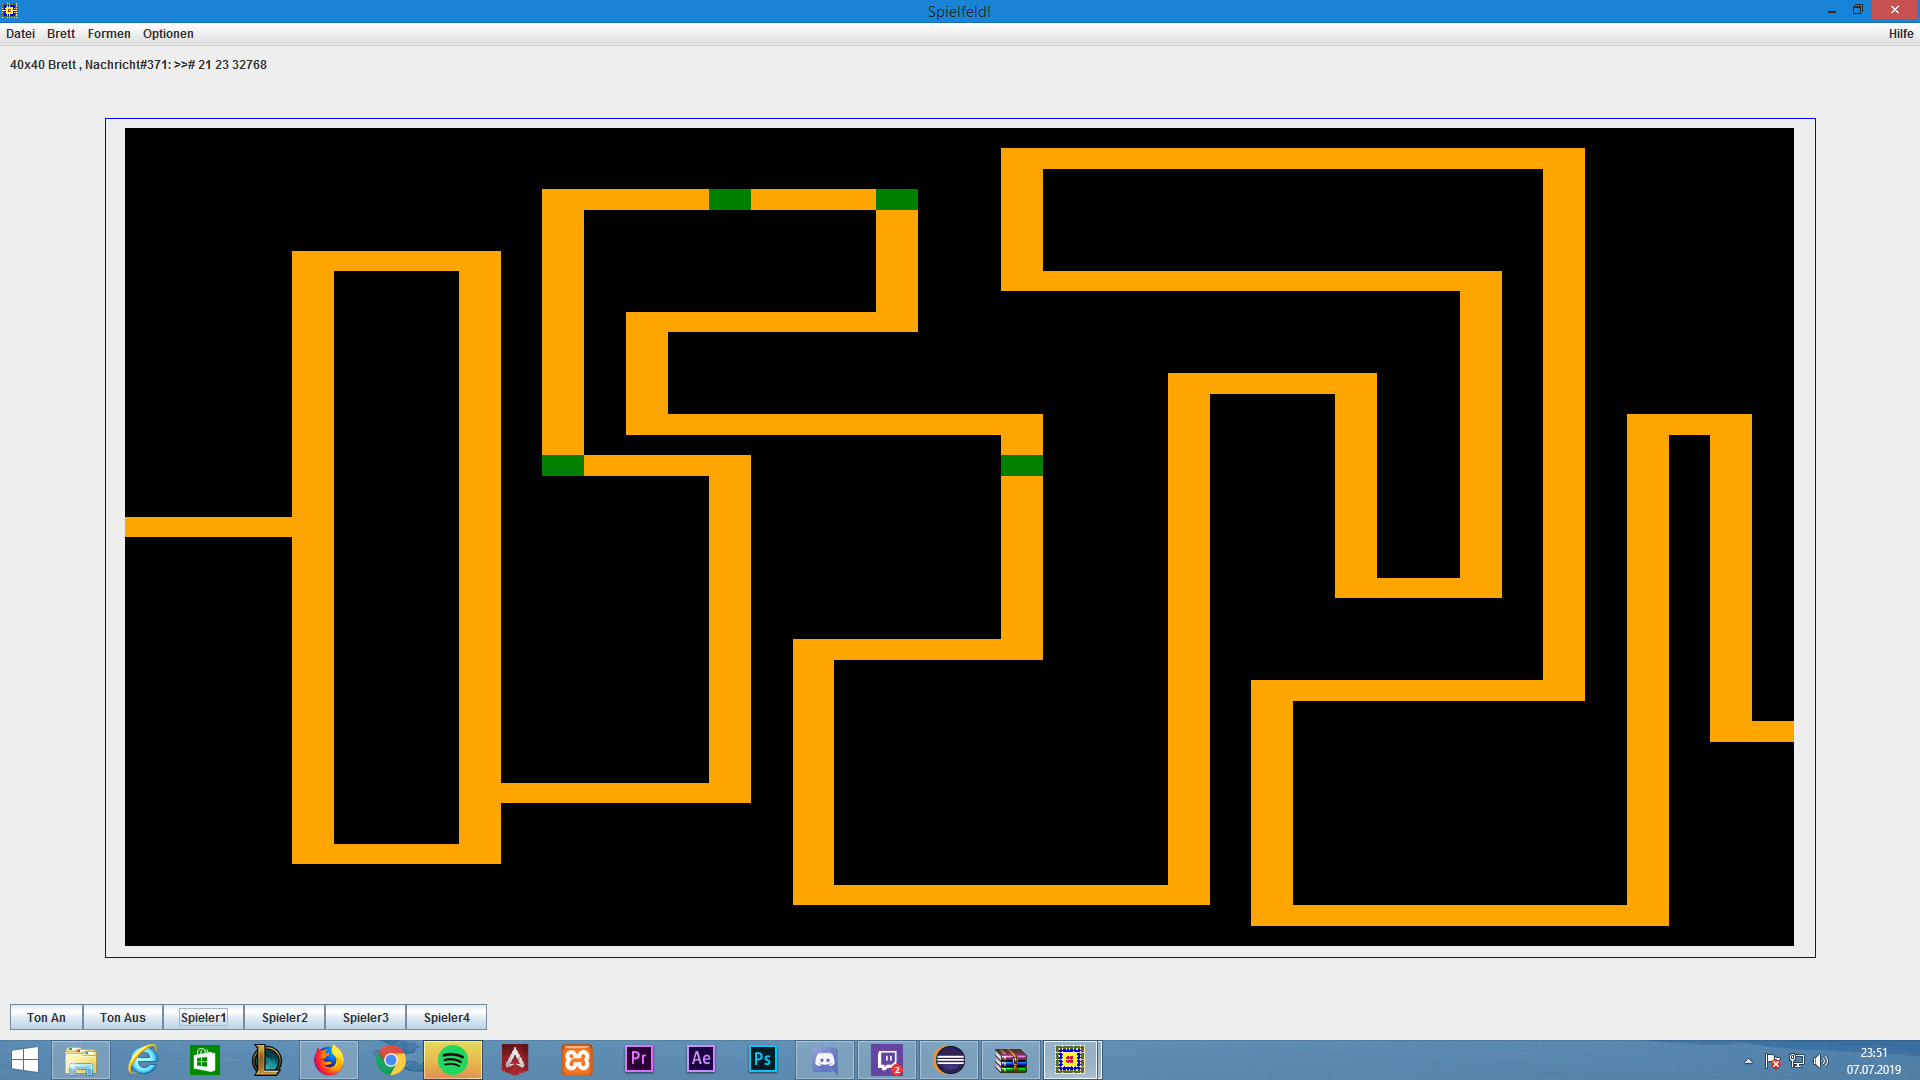 Spielfeld!
Datei Brett Formen Optionen Hilfe
40x40 Brett , Nachricht#371: >># 21 23 32768
Ton An Ton Aus Spieler1 Spieler2 Spieler3 Spieler4
Pr Ae Ps 2
23:51
07.07.2019